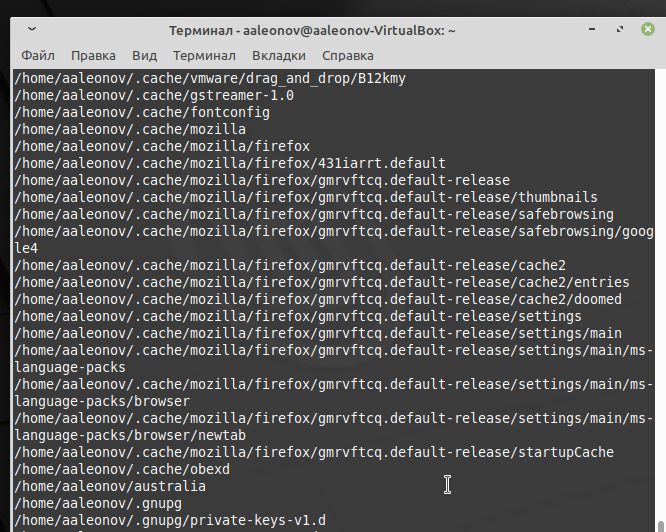 Терминал - aaleonov@aaleonov-VirtualBox: ~
Файл Правка Вид Терминал Вкладки Справка
/home/aaleonov/.cache/vmware/drag_and_drop/B12kmy
/home/aaleonov/.cache/gstreamer-1.0
/home/aaleonov/.cache/fontconfig
/home/aaleonov/.cache/mozilla
/home/aaleonov/.cache/mozilla/firefox
/home/aaleonov/.cache/mozilla/firefox/431iarrt.default
/home/aaleonov/.cache/mozilla/firefox/gmrvftcq.default-release
/home/aaleonov/.cache/mozilla/firefox/gmrvftcq.default-release/thumbnails
/home/aaleonov/.cache/mozilla/firefox/gmrvftcq.default-release/safebrowsing
/home/aaleonov/.cache/mozilla/firefox/gmrvftcq.default-release/safebrowsing/goog
le4
/home/aaleonov/.cache/mozilla/firefox/gmrvftcq.default-release/cache2
/home/aaleonov/.cache/mozilla/firefox/gmrvftcq.default-release/cache2/entries
/home/aaleonov/.cache/mozilla/firefox/gmrvftcq.default-release/cache2/doomed
/home/aaleonov/.cache/mozilla/firefox/gmrvftcq.default-release/settings
/home/aaleonov/.cache/mozilla/firefox/gmrvftcq.default-release/settings/main
/home/aaleonov/.cache/mozilla/firefox/gmrvftcq.default-release/settings/main/ms-
language-packs
/home/aaleonov/.cache/mozilla/firefox/gmrvftcq.default-release/settings/main/ms-
language-packs/browser
/home/aaleonov/.cache/mozilla/firefox/gmrvftcq.default-release/settings/main/ms-
language-packs/browser/newtab
/home/aaleonov/.cache/mozilla/firefox/gmrvftcq.default-release/startupCache
/home/aaleonov/.cache/obexd
/home/aaleonov/australia
/home/aaleonov/.gnupg
/home/aaleonov/.gnupg/private-keys-v1.d